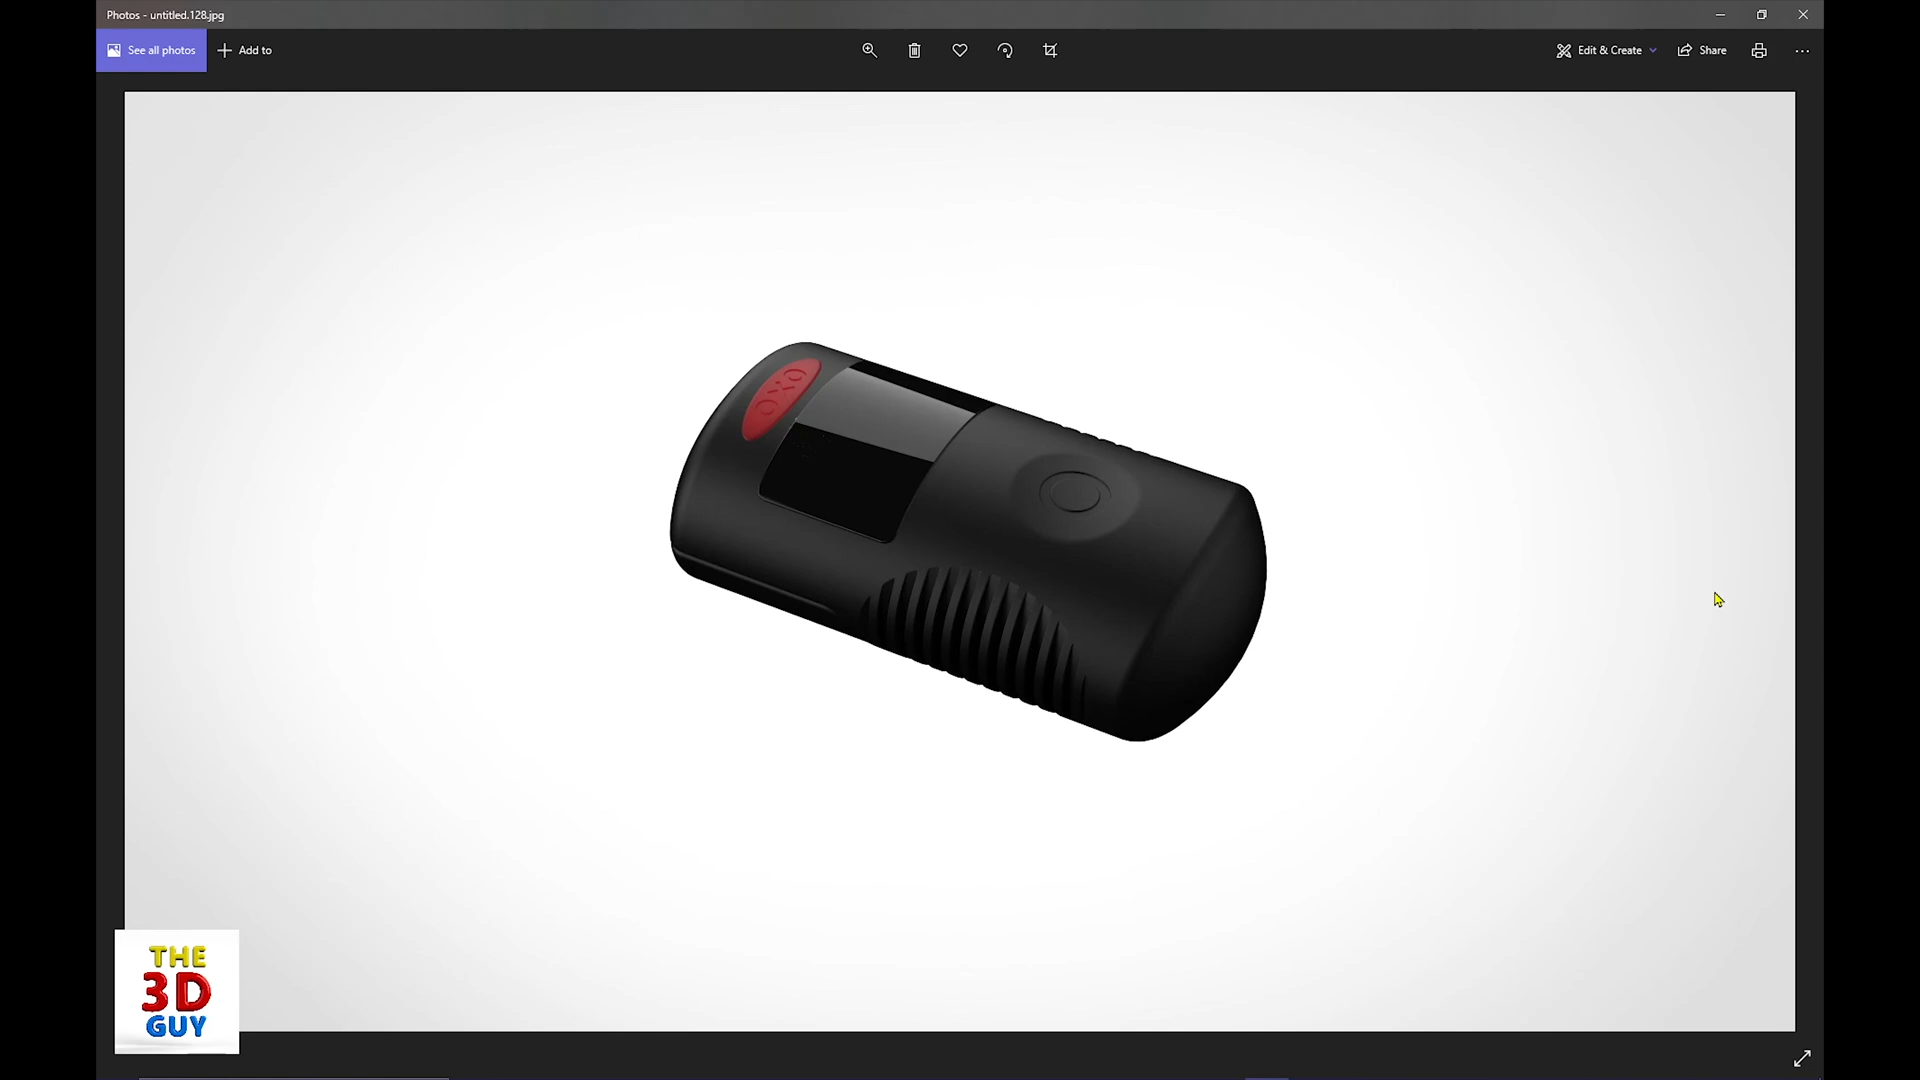 Photos - untitled.128.jpg
See all photos
Add to
Edit & Create
Share
OXO
THE
3D
GUY